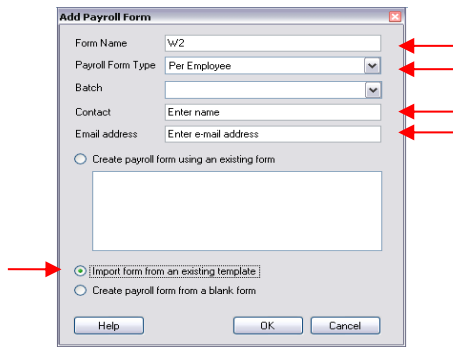 Add Payroll Form
Form Name W2
Payroll Form Type Per Employee
Batch
Contact Enter name
Email address Enter e-mail address
Create payroll form using an existing form
Import form from an existing template
Create payroll form from a blank form
Help OK Cancel